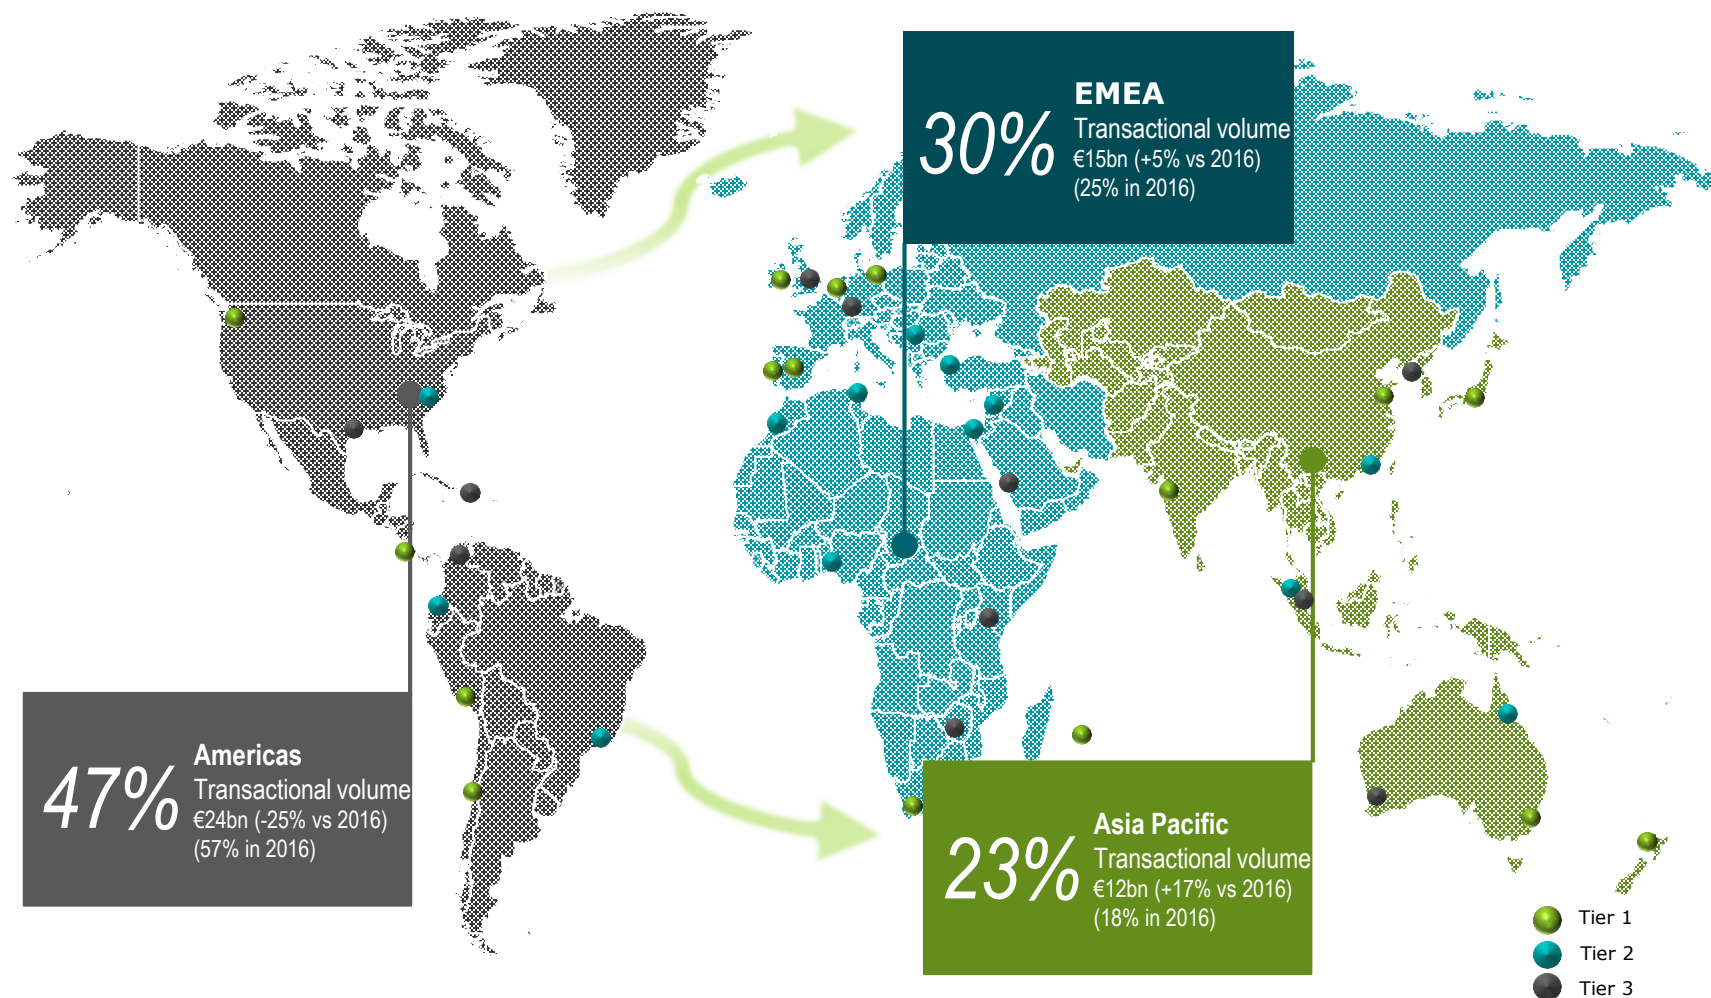 EMEA
30%
Transactional volume
€15bn (+5% vs 2016)
(25% in 2016)
Americas
47%
Transactional volume
€24bn (-25% vs 2016)
(57% in 2016)
Asia Pacific
23%
Transactional volume
€12bn (+17% vs 2016)
(18% in 2016)
Tier 1
Tier 2
Tier 3